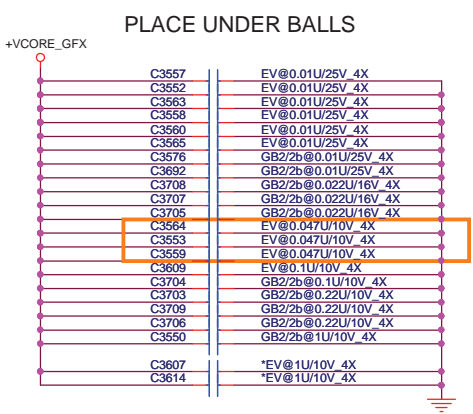 PLACE UNDER BALLS
+VCORE_GFX
C3557 EV@0.01U/25V_4X
C3552 EV@0.01U/25V_4X
C3563 EV@0.01U/25V_4X
C3558 EV@0.01U/25V_4X
C3560 EV@0.01U/25V_4X
C3565 EV@0.01U/25V_4X
C3576 GB2/2b@0.01U/25V_4X
C3692 GB2/2b@0.01U/25V_4X
C3708 GB2/2b@0.022U/16V_4X
C3707 GB2/2b@0.022U/16V_4X
C3705 GB2/2b@0.022U/16V_4X
C3564 EV@0.047U/10V_4X
C3553 EV@0.047U/10V_4X
C3559 EV@0.047U/10V_4X
C3609 EV@0.1U/10V_4X
C3704 GB2/2b@0.1U/10V_4X
C3703 GB2/2b@0.22U/10V_4X
C3709 GB2/2b@0.22U/10V_4X
C3706 GB2/2b@0.22U/10V_4X
C3550 GB2/2b@1U/10V_4X
C3607 *EV@1U/10V_4X
C3614 *EV@1U/10V_4X